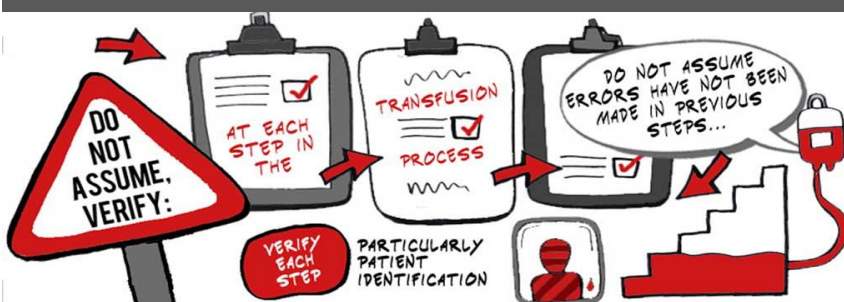 DO
NOT
ASSUME,
VERIFY:
AT EACH
STEP IN
THE
TRANSFUSION
PROCESS
DO NOT ASSUME
ERRORS HAVE NOT BEEN
MADE IN PREVIOUS
STEPS...
VERIFY
EACH
STEP
PARTICULARLY
PATIENT
IDENTIFICATION